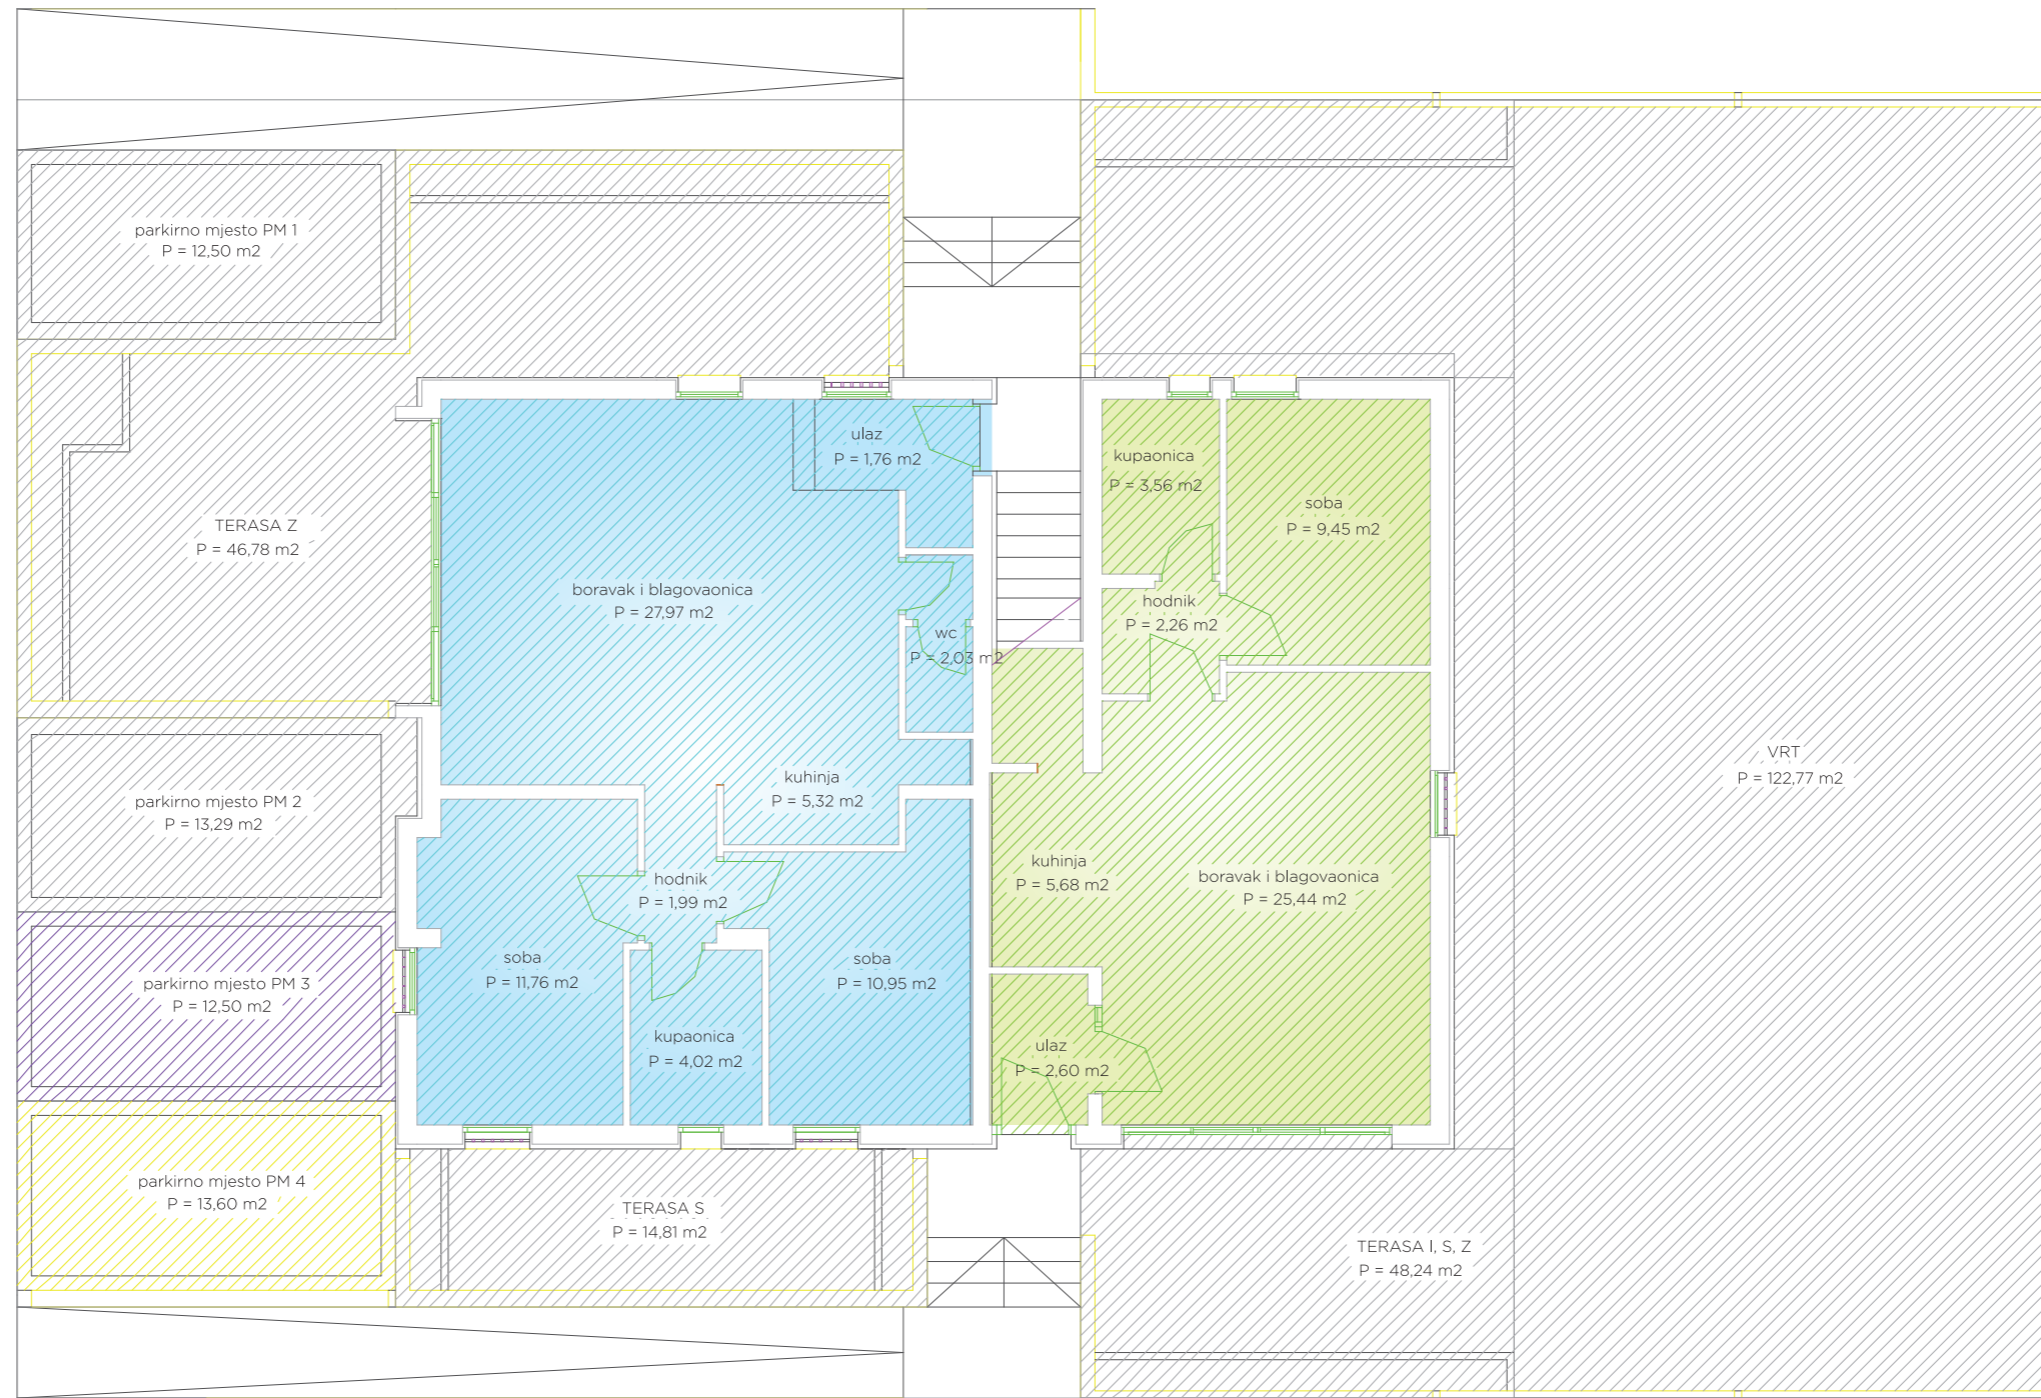 parkirno mjesto PM 1
P = 12,50 m2
TERASA Z
P = 46,78 m2
parkirno mjesto PM 2
P = 13,29 m2
parkirno mjesto PM 3
P = 12,50 m2
parkirno mjesto PM 4
P = 13,60 m2
ulaz
P = 1,76 m2
boravak i blagovaonica
P = 27,97 m2
wc
P = 2,03 m2
kuhinja
P = 5,32 m2
hodnik
P = 1,99 m2
soba
P = 11,76 m2
soba
P = 10,95 m2
kupaonica
P = 4,02 m2
TERASA S
P = 14,81 m2
kupaonica
P = 3,56 m2
soba
P = 9,45 m2
hodnik
P = 2,26 m2
kuhinja
P = 5,68 m2
boravak i blagovaonica
P = 25,44 m2
ulaz
P = 2,60 m2
TERASA I, S, Z
P = 48,24 m2
VRT
P = 122,77 m2